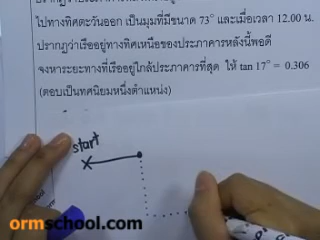 ไปทางทิศตะวันออก เป็นมุมที่มีขนาด 73° และเมื่อเวลา 12.00 น.
ปรากฏว่าเรืออยู่ทางทิศเหนือของประภาคารหลังนี้พอดี
จงหาระยะทางที่เรืออยู่ใกล้ประภาคารที่สุด ให้ tan 17° = 0.306
(ตอบเป็นทศนิยมหนึ่งตำแหน่ง)
start
ormschool.com